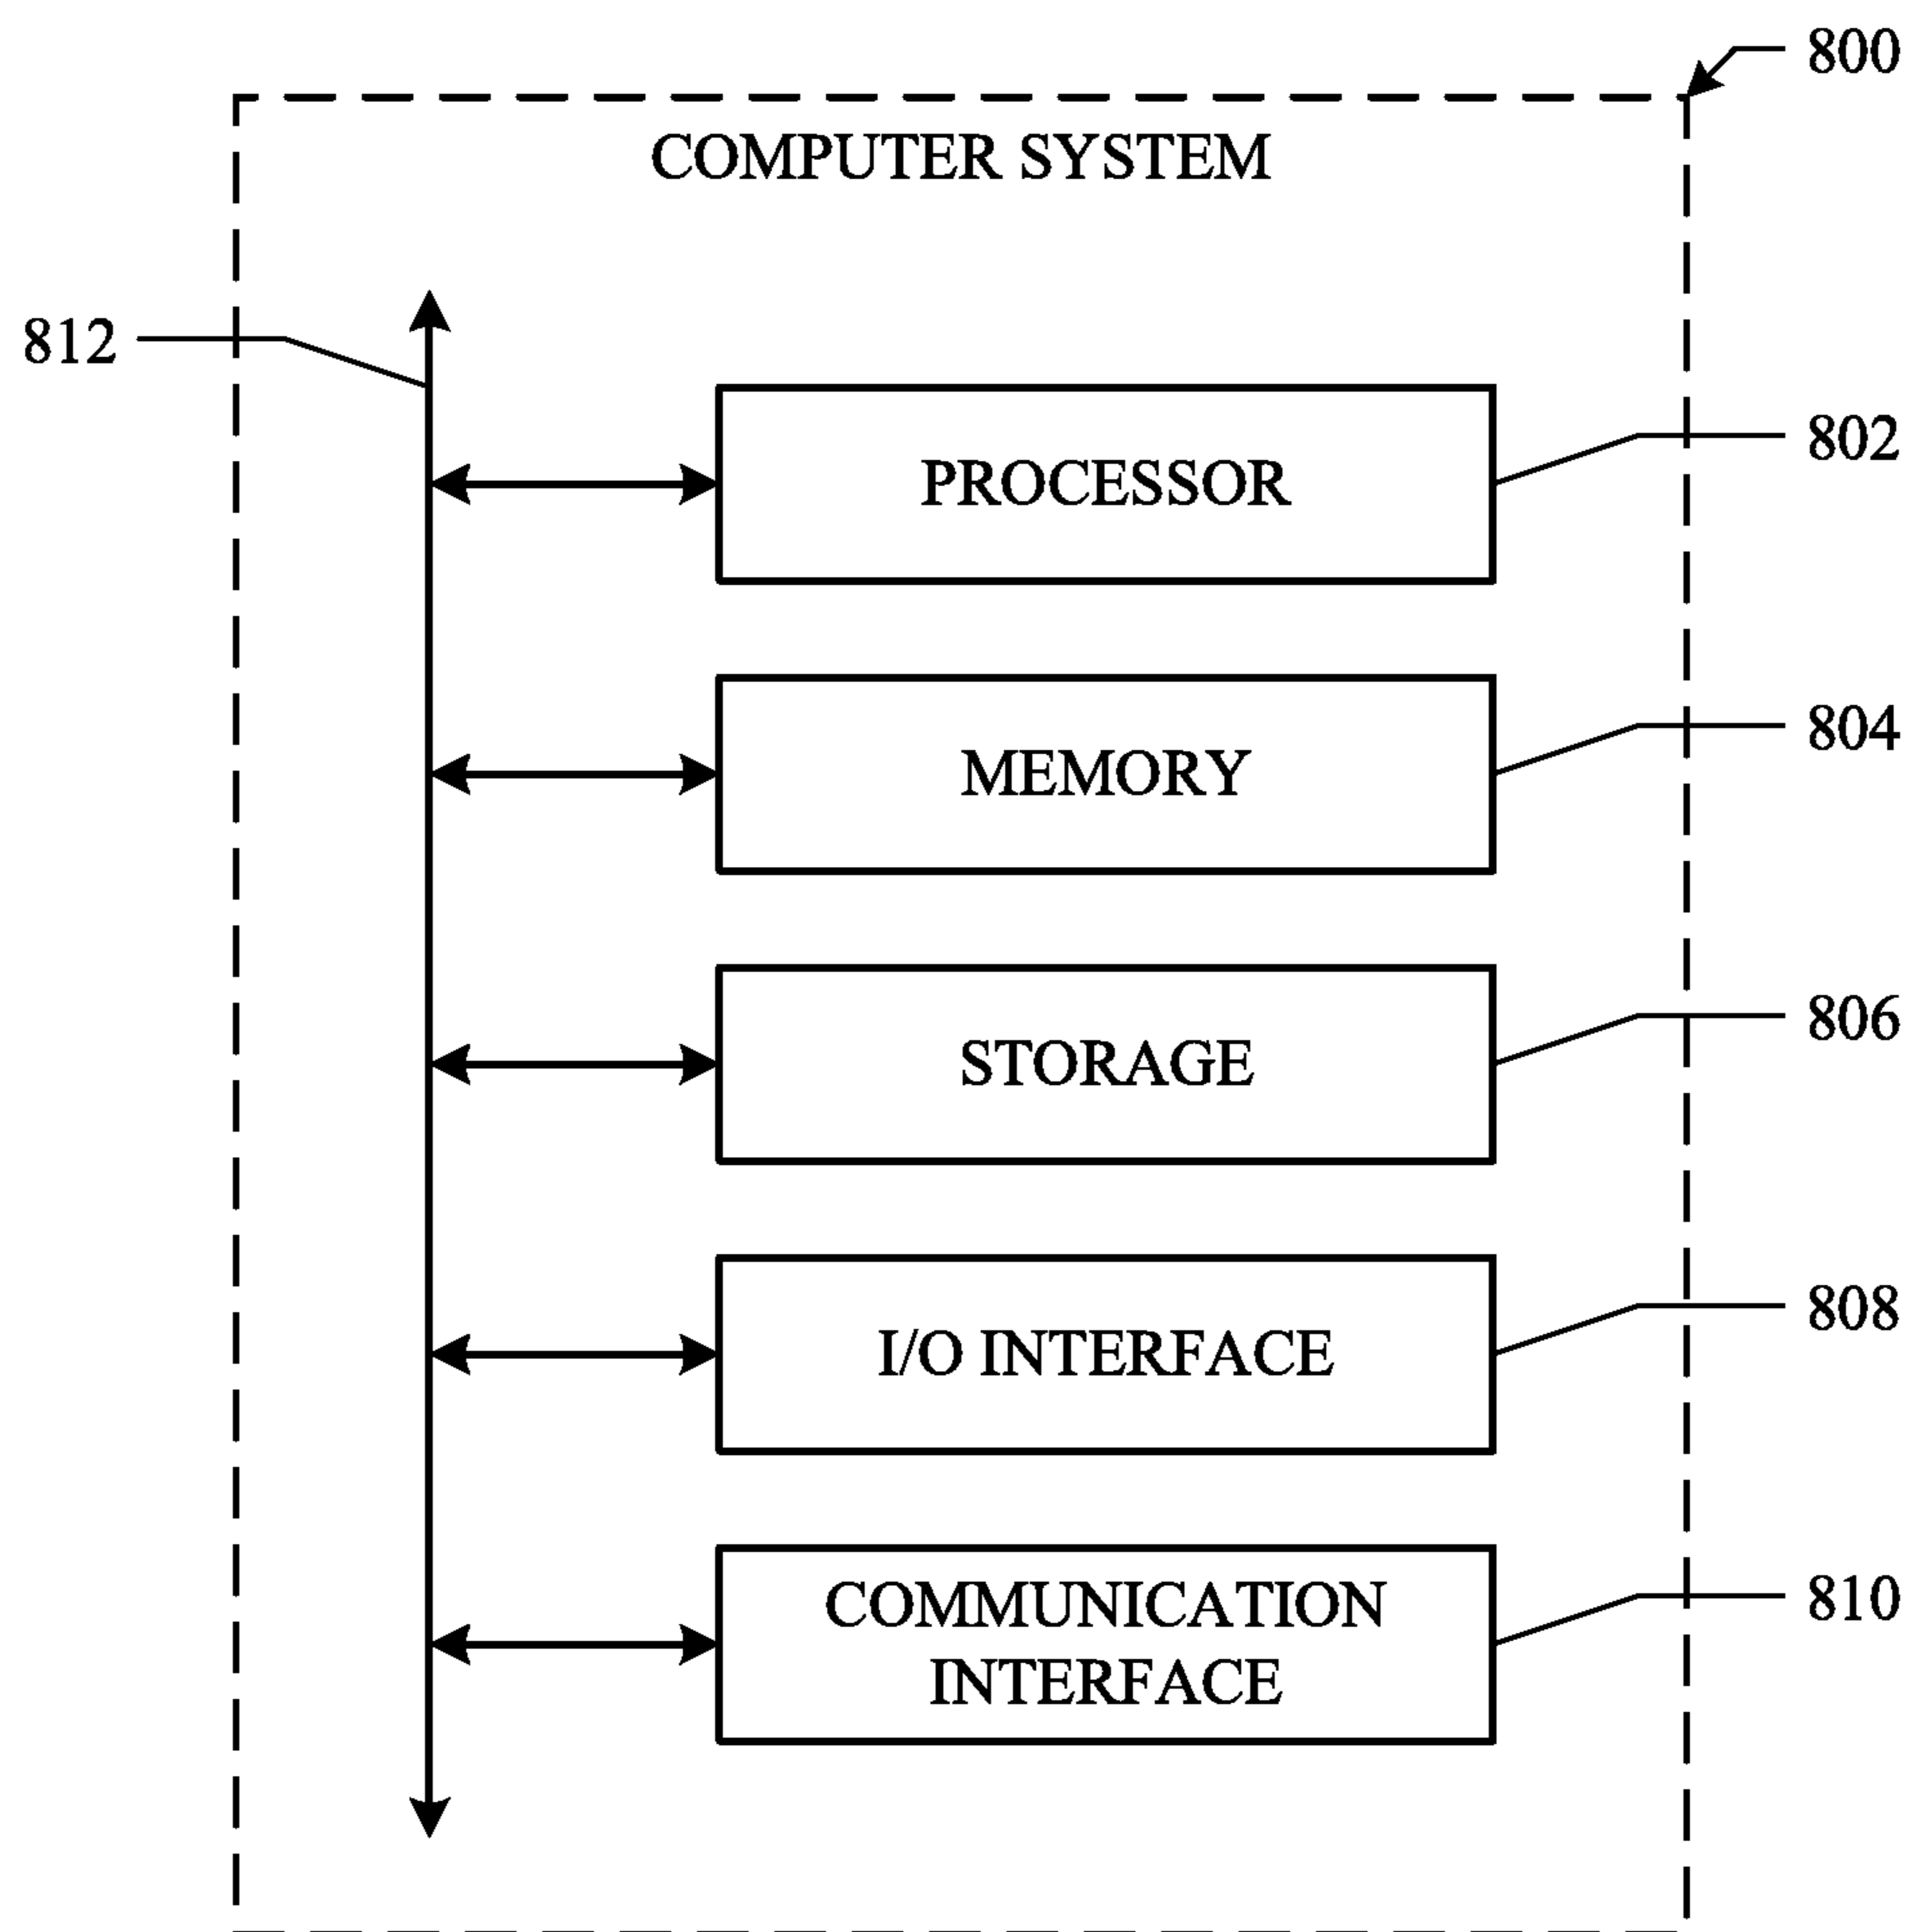 800
COMPUTER SYSTEM
812
802
PROCESSOR
804
MEMORY
806
STORAGE
808
I/O INTERFACE
810
COMMUNICATION
INTERFACE